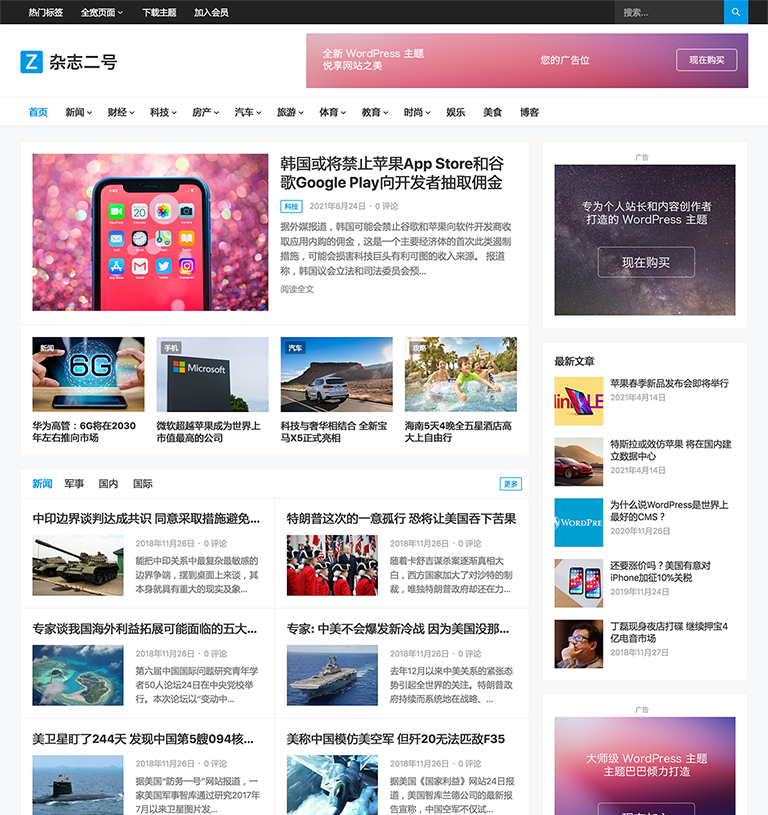 热门标签 全宽页面 下载主题 加入会员
搜索...
Z 杂志二号
全新 WordPress 主题
悦享网站之美
您的广告位
现在购买
首页 新闻 财经 科技 房产 汽车 旅游 体育 教育 时尚 娱乐 美食 博客
韩国或将禁止苹果App Store和谷
歌Google Play向开发者抽取佣金
科技 2021年8月24日 · 0 评论
据外媒报道，韩国可能会禁止谷歌和苹果向软件开发商收
取应用内购的佣金，这是一个主要经济体的首次此类遏制
措施，可能会损害科技巨头有利可图的收入来源。 报道
称，韩国议会立法和司法委员会预...
阅读全文
新闻
6G
华为高管：6G将在2030
年左右推向市场
手机
Microsoft
微软超越苹果成为世界上
市值最高的公司
汽车
科技与奢华相结合 全新宝
马X5正式亮相
攻略
海南5天4晚全五星酒店高
大上自由行
新闻 军事 国内 国际
更多
中印边界谈判达成共识 同意采取措施避免...
2018年11月26日 · 0 评论
能把中印关系中最复杂最敏感的
边界争端，摆到桌面上来谈，其
本身就具有重大的现实及象...
特朗普这次的一意孤行 恐将让美国吞下苦果
2018年11月26日 · 0 评论
随着卡舒吉谋杀案逐渐真相大
白，西方国家加大了对沙特的制
裁，唯独特朗普政府却还在力...
专家谈我国海外利益拓展可能面临的五大...
2018年11月26日 · 0 评论
第六届中国国际问题研究青年学
者50人论坛24日在中央党校举
行。本次论坛以“变动中...
专家: 中美不会爆发新冷战 因为美国没那...
2018年11月26日 · 0 评论
去年12月以来中美关系的紧张态
势引起全世界的关注。特朗普政
府持续而系统地在战略、...
美卫星盯了244天 发现中国第5艘094核...
2018年11月26日 · 0 评论
据美国“防务一号”网站报道，一
家美国军事智库通过研究2017年
7月以来卫星图片发...
美称中国模仿美空军 但歼20无法匹敌F35
2018年11月26日 · 0 评论
据美国《国家利益》网站24日报
道，美国智库兰德公司的最新报
告宣称，中国空军不仅试...
广告
专为个人站长和内容创作者
打造的 WordPress 主题
现在购买
最新文章
苹果春季新品发布会即将举行
2021年4月14日
特斯拉或效仿苹果 将在国内建
立数据中心
2021年4月14日
WORDPRE
为什么说WordPress是世界上
最好的CMS？
2020年11月26日
还要涨价吗？美国有意对
iPhone加征10%关税
2019年11月24日
丁磊现身夜店打碟 继续押宝4
亿电音市场
2018年11月27日
广告
大师级 WordPress 主题
主题巴巴倾力打造